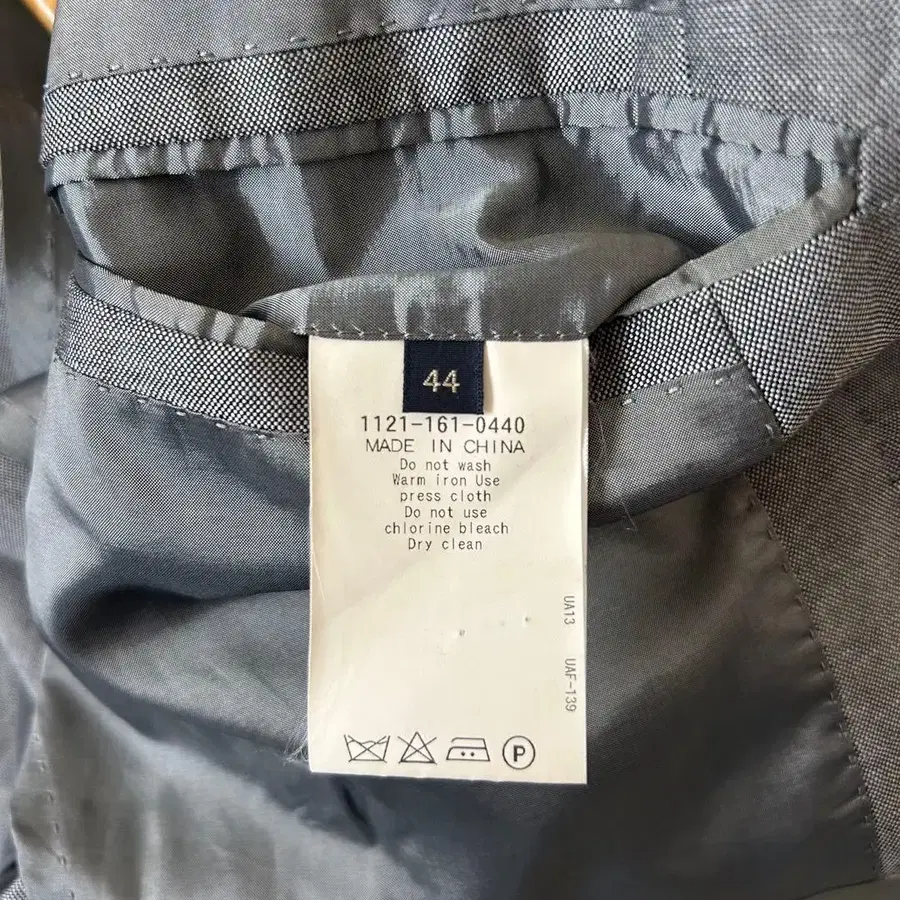 44
1121-161-0440
MADE IN CHINA
Do not wash
Warm iron Use
press cloth
Do not use
chlorine bleach
Dry clean
UA13
UAF-139
P